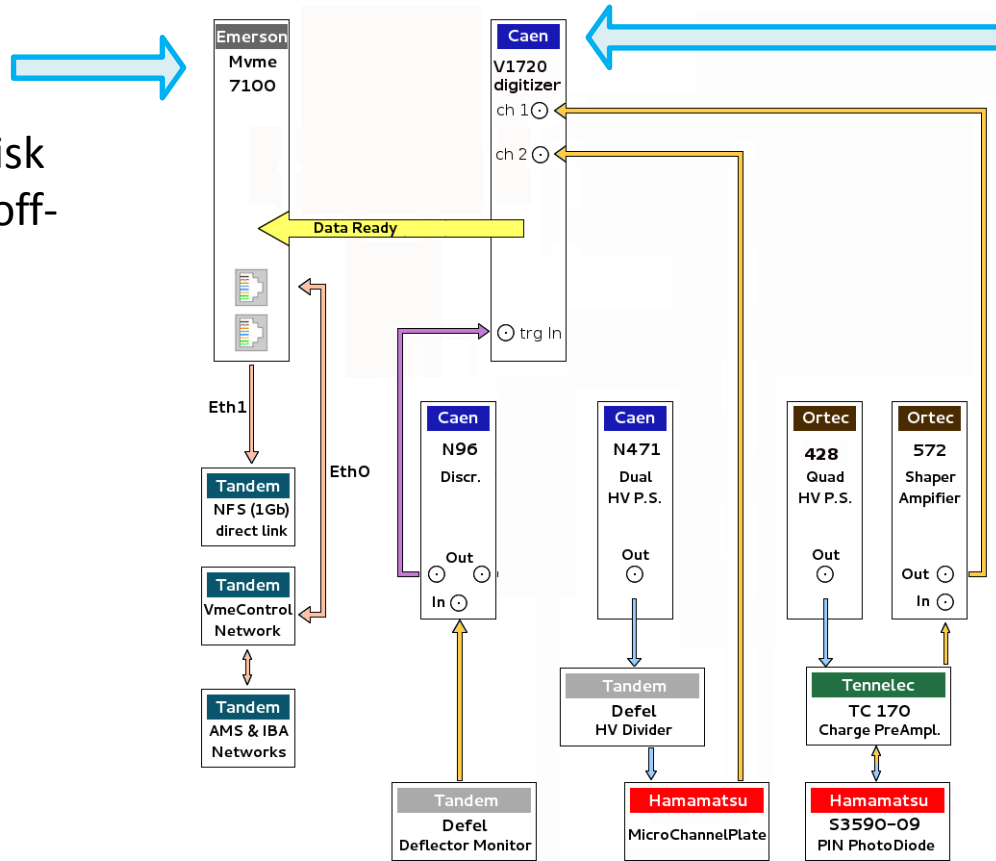 Emerson
Mvme
7100
isk
off-
Caen
V1720
digitizer
ch 1
ch 2
Data Ready
trg In
Eth1
Eth0
Tandem
NFS (1Gb)
direct link
Tandem
VmeControl
Network
Tandem
AMS & IBA
Networks
Caen
N96
Discr.
Out
In
Caen
N471
Dual
HV P.S.
Out
Ortec
428
Quad
HV P.S.
Out
Ortec
572
Shaper
Ampifier
Out
In
Tandem
Defel
HV Divider
Tennelec
TC 170
Charge PreAmpl.
Tandem
Defel
Deflector Monitor
Hamamatsu
MicroChannelPlate
Hamamatsu
S3590-09
PIN PhotoDiode